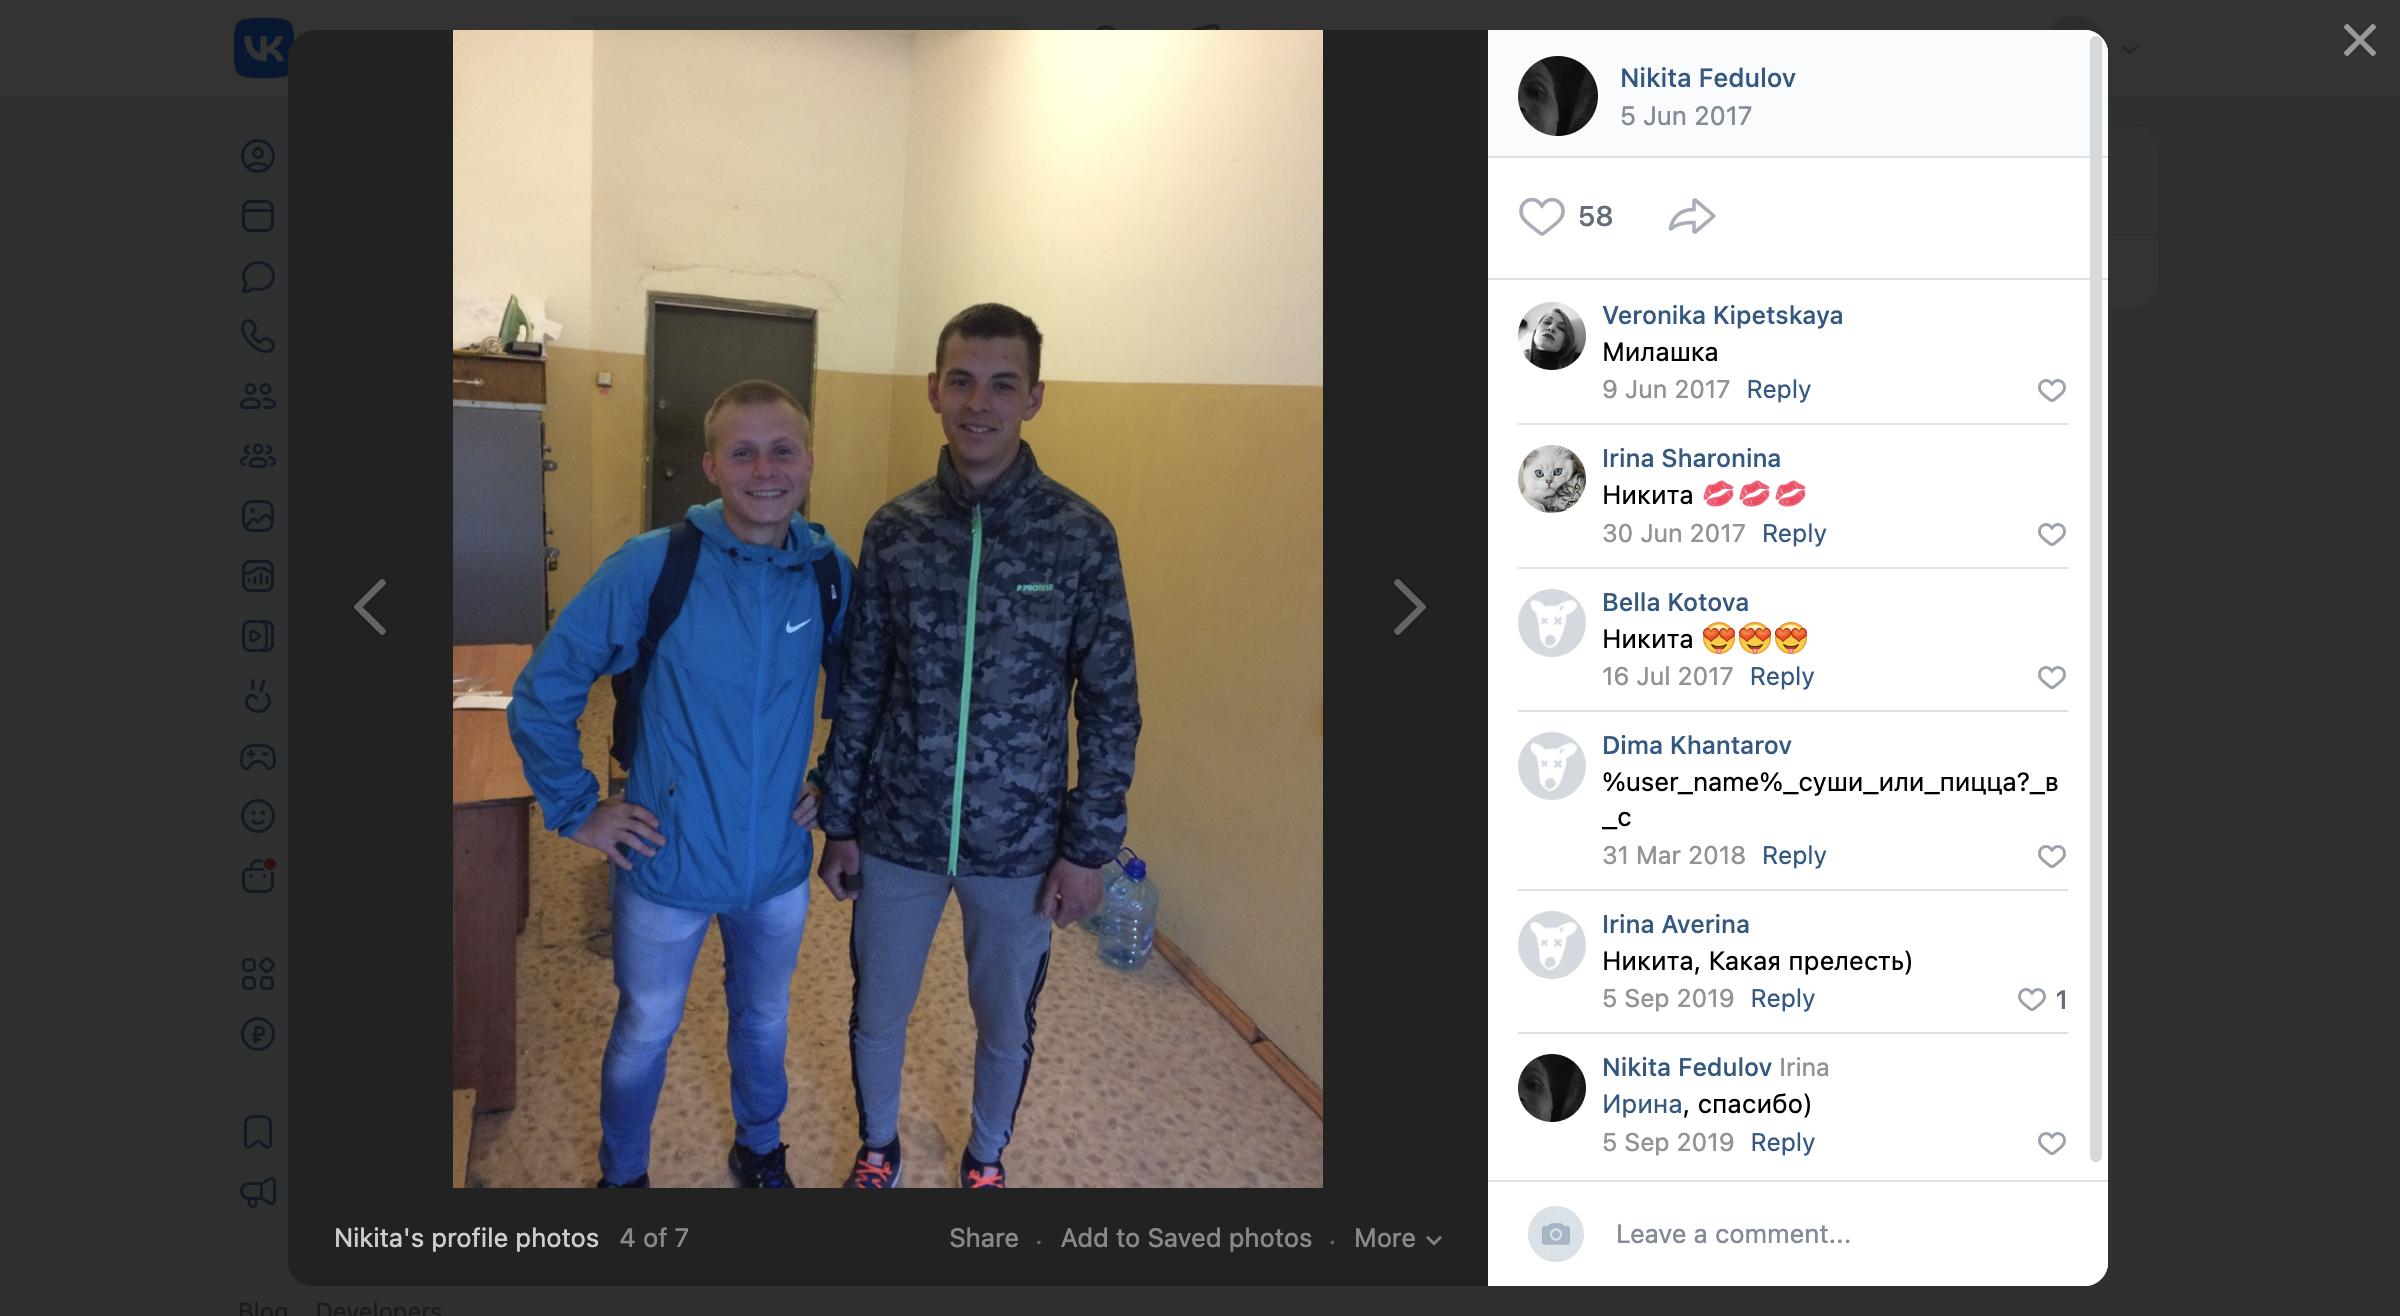 Nikita Fedulov
5 Jun 2017
58
Veronika Kipetskaya
Милашка
9 Jun 2017 Reply
Irina Sharonina
Никита 💋💋💋
30 Jun 2017 Reply
Bella Kotova
Никита 😍😍😍
16 Jul 2017 Reply
Dima Khantarov
%user_name%_суши_или_пицца?_в
_с
31 Mar 2018 Reply
Irina Averina
Никита, Какая прелесть)
5 Sep 2019 Reply 1
Nikita Fedulov Irina
Ирина, спасибо)
5 Sep 2019 Reply
Leave a comment...
P PROTEST
Nikita's profile photos 4 of 7
Share · Add to Saved photos · More
Blog Developers